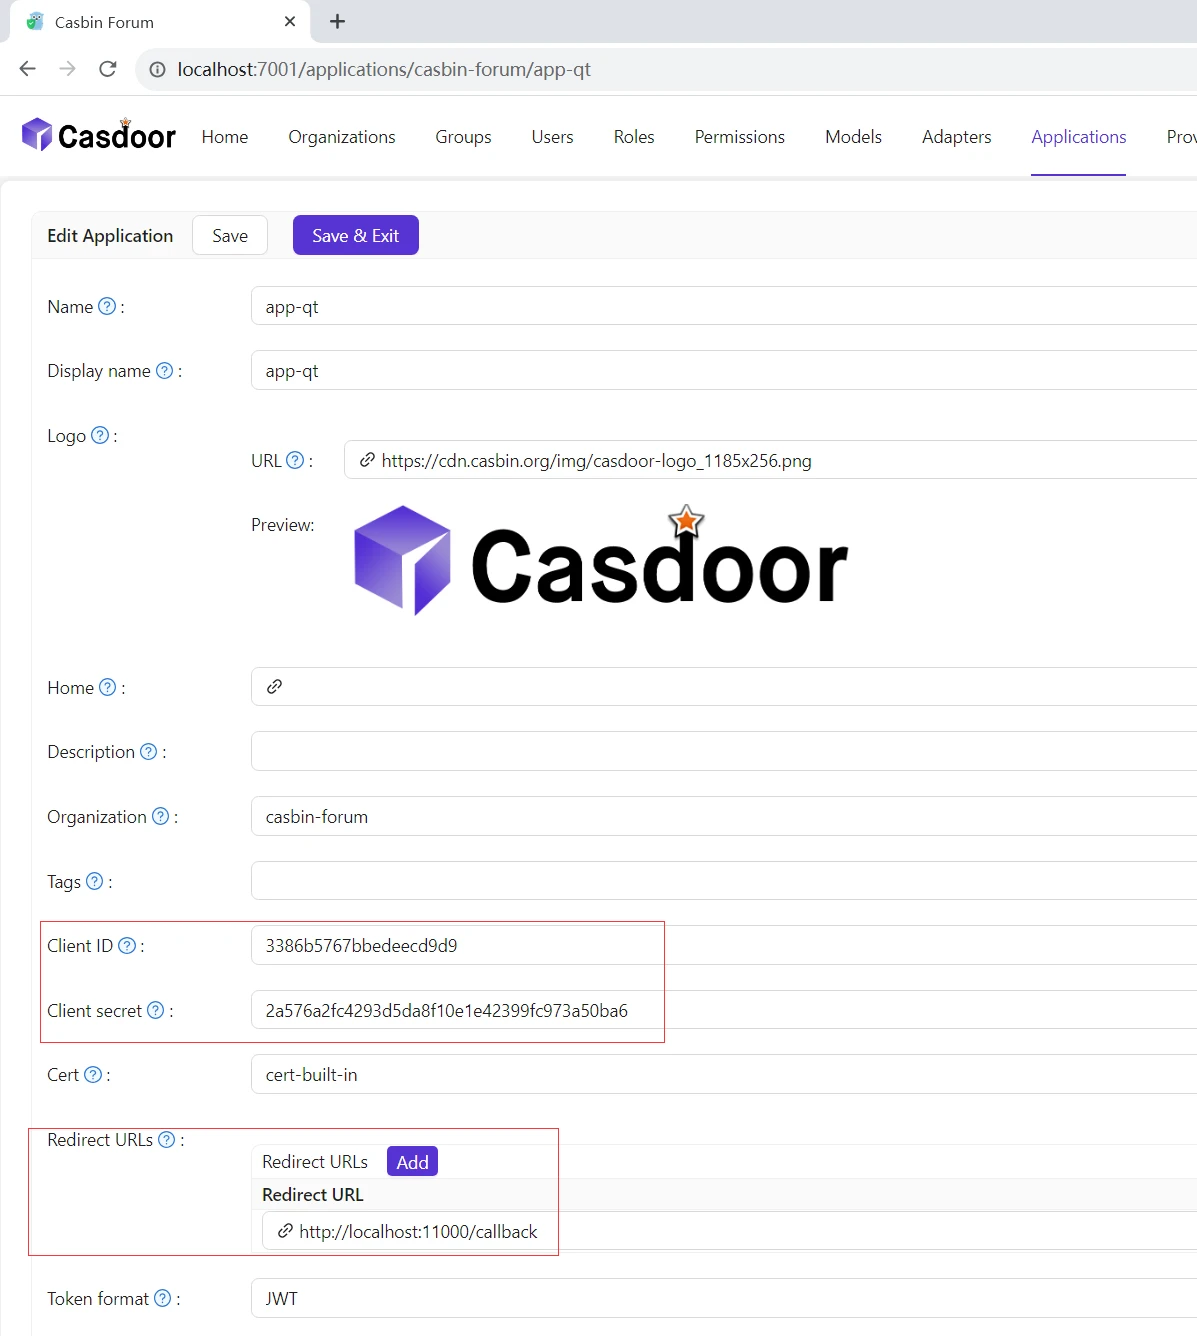 Casbin Forum
localhost:7001/applications/casbin-forum/app-qt
Casdoor Home Organizations Groups Users Roles Permissions Models Adapters Applications Prov
Edit Application Save Save & Exit
Name ? : app-qt
Display name ? : app-qt
Logo ? :
URL ? : https://cdn.casbin.org/img/casdoor-logo_1185x256.png
Preview: Casdoor
Home ? :
Description ? :
Organization ? : casbin-forum
Tags ? :
Client ID ? : 3386b5767bbedeecd9d9
Client secret ? : 2a576a2fc4293d5da8f10e1e42399fc973a50ba6
Cert ? : cert-built-in
Redirect URLs ? :
Redirect URLs Add
Redirect URL
http://localhost:11000/callback
Token format ? : JWT